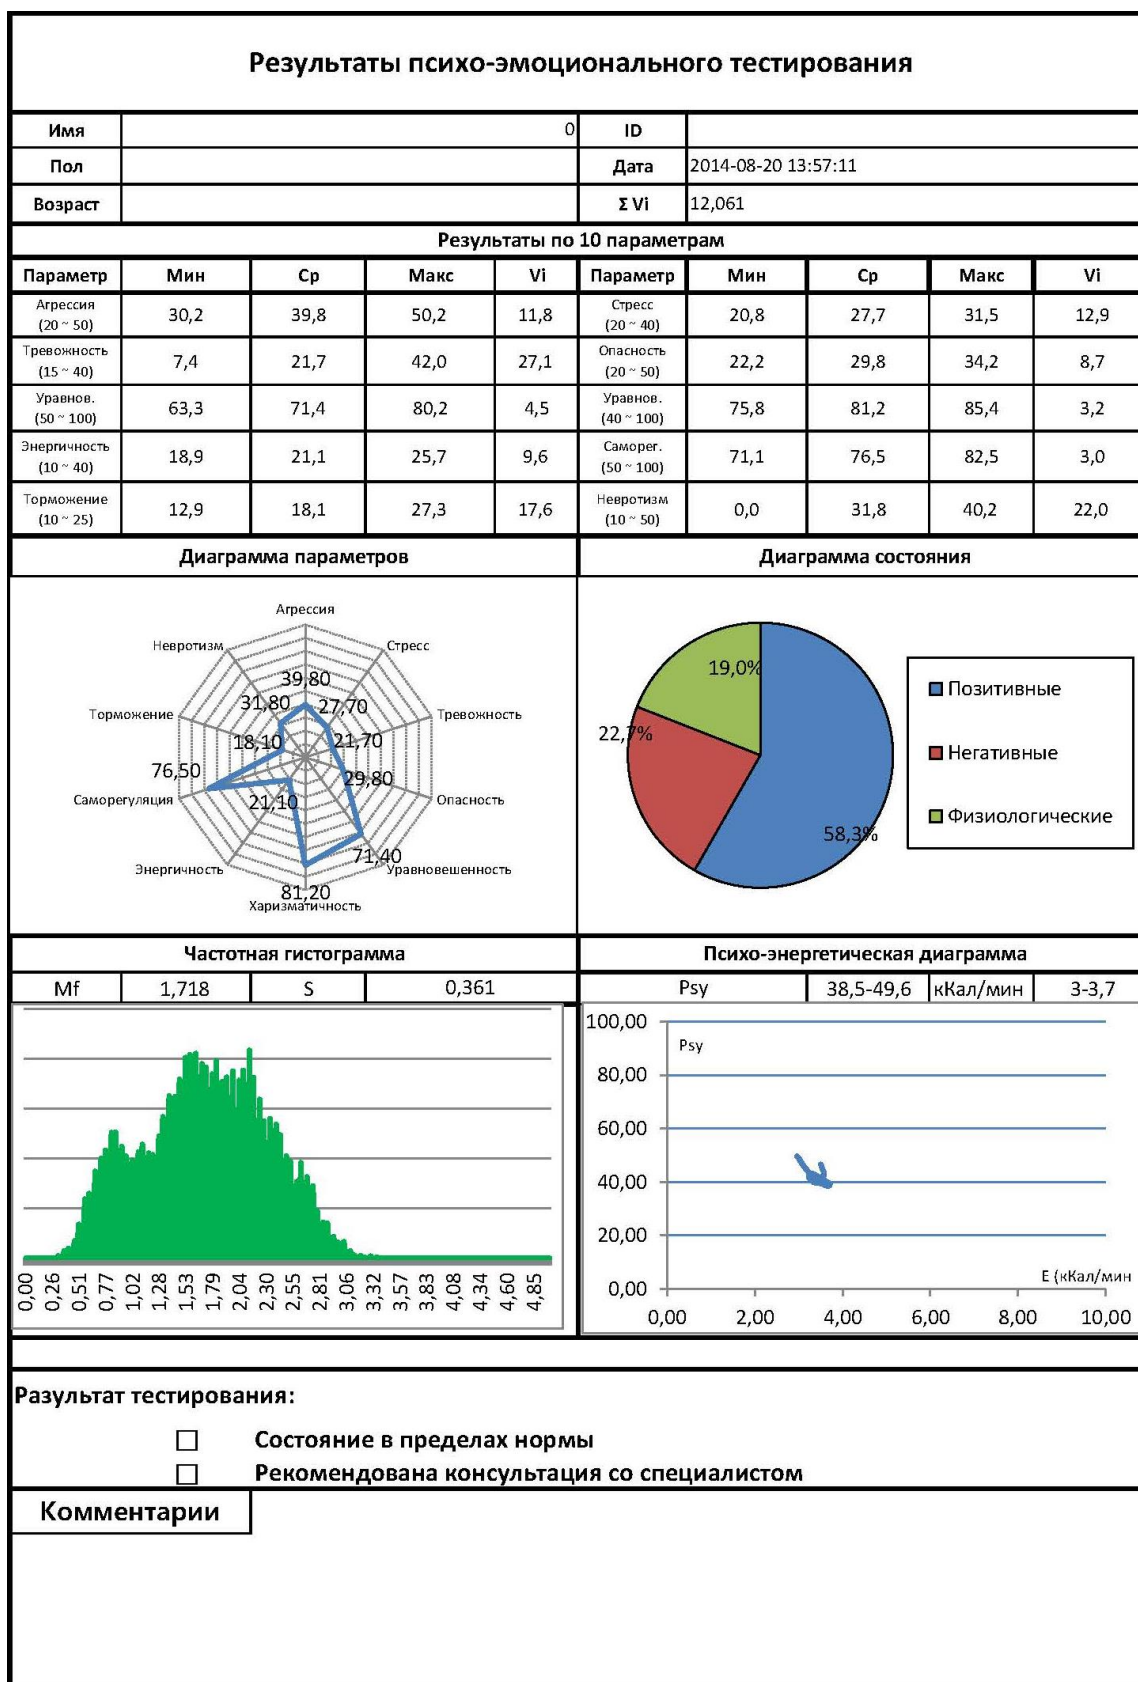 Результаты психо-эмоционального тестирования
Имя 0 ID
Пол Дата 2014-08-20 13:57:11
Возраст Σ Vi 12,061
Результаты по 10 параметрам
Параметр Мин Ср Макс Vi Параметр Мин Ср Макс Vi
Агрессия (20 ~ 50) 30,2 39,8 50,2 11,8 Стресс (20 ~ 40) 20,8 27,7 31,5 12,9
Тревожность (15 ~ 40) 7,4 21,7 42,0 27,1 Опасность (20 ~ 50) 22,2 29,8 34,2 8,7
Уравнов. (50 ~ 100) 63,3 71,4 80,2 4,5 Уравнов. (40 ~ 100) 75,8 81,2 85,4 3,2
Энергичность (10 ~ 40) 18,9 21,1 25,7 9,6 Саморег. (50 ~ 100) 71,1 76,5 82,5 3,0
Торможение (10 ~ 25) 12,9 18,1 27,3 17,6 Невротизм (10 ~ 50) 0,0 31,8 40,2 22,0
Диаграмма параметров Диаграмма состояния
Агрессия
Невротизм Стресс
39,80
31,80 27,70
Торможение Тревожность
18,10 21,70
76,50 29,80
Саморегуляция 21,10 Опасность
71,40
Энергичность Уравновешенность
81,20
Харизматичность
19,0%
22,7%
58,3%
Позитивные
Негативные
Физиологические
Частотная гистограмма Психо-энергетическая диаграмма
Mf 1,718 S 0,361 Psy 38,5-49,6 кКал/мин 3-3,7
0,00 0,26 0,51 0,77 1,02 1,28 1,53 1,79 2,04 2,30 2,55 2,81 3,06 3,32 3,57 3,83 4,08 4,34 4,60 4,85
100,00
Psy
80,00
60,00
40,00
20,00
0,00
E (кКал/мин
0,00 2,00 4,00 6,00 8,00 10,00
Разультат тестирования:
Состояние в пределах нормы
Рекомендована консультация со специалистом
Комментарии